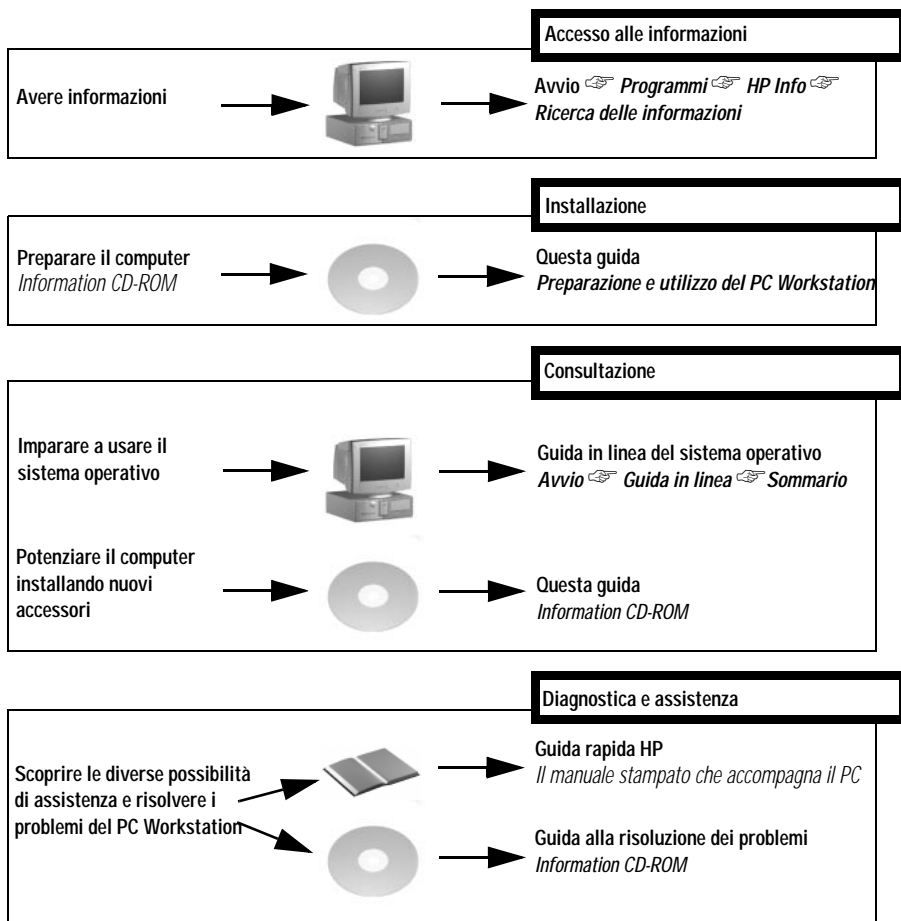 Accesso alle informazioni
Avere informazioni
Avvio ☞ Programmi ☞ HP Info ☞
Ricerca delle informazioni
Installazione
Preparare il computer
Information CD-ROM
Questa guida
Preparazione e utilizzo del PC Workstation
Consultazione
Imparare a usare il
sistema operativo
Guida in linea del sistema operativo
Avvio ☞ Guida in linea ☞ Sommario
Potenziare il computer
installando nuovi
accessori
Questa guida
Information CD-ROM
Diagnostica e assistenza
Scoprire le diverse possibilità
di assistenza e risolvere i
problemi del PC Workstation
Guida rapida HP
Il manuale stampato che accompagna il PC
Guida alla risoluzione dei problemi
Information CD-ROM